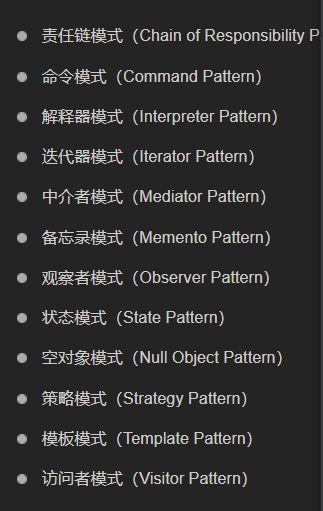 责任链模式（Chain of Responsibility P
命令模式（Command Pattern）
解释器模式（Interpreter Pattern）
迭代器模式（Iterator Pattern）
中介者模式（Mediator Pattern）
备忘录模式（Memento Pattern）
观察者模式（Observer Pattern）
状态模式（State Pattern）
空对象模式（Null Object Pattern）
策略模式（Strategy Pattern）
模板模式（Template Pattern）
访问者模式（Visitor Pattern）